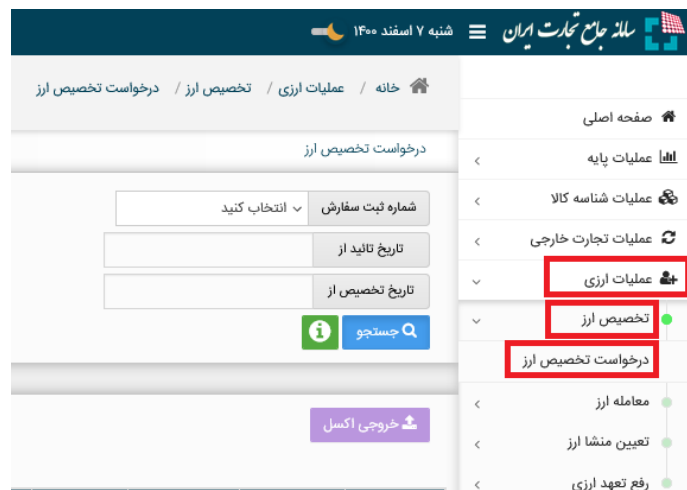 سامانه جامع تجارت ایران
شنبه ۷ اسفند ۱۴۰۰
صفحه اصلی
عملیات پایه
عملیات شناسه کالا
عملیات تجارت خارجی
عملیات ارزی
تخصیص ارز
درخواست تخصیص ارز
معامله ارز
تعیین منشا ارز
رفع تعهد ارزی
خانه / عملیات ارزی / تخصیص ارز / درخواست تخصیص ارز
درخواست تخصیص ارز
شماره ثبت سفارش انتخاب کنید
تاریخ تائید از
تاریخ تخصیص از
جستجو
خروجی اکسل